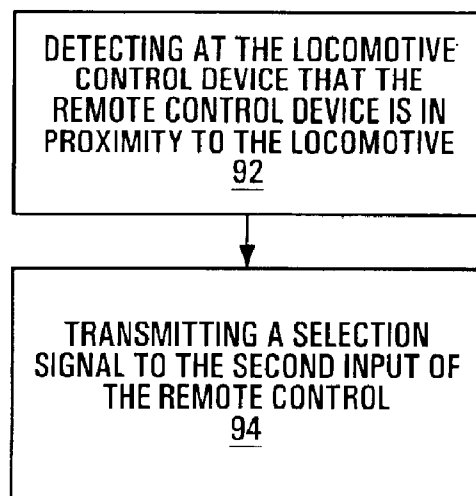 DETECTING AT THE LOCOMOTIVE
CONTROL DEVICE THAT THE
REMOTE CONTROL DEVICE IS IN
PROXIMITY TO THE LOCOMOTIVE
92
TRANSMITTING A SELECTION
SIGNAL TO THE SECOND INPUT OF
THE REMOTE CONTROL
94